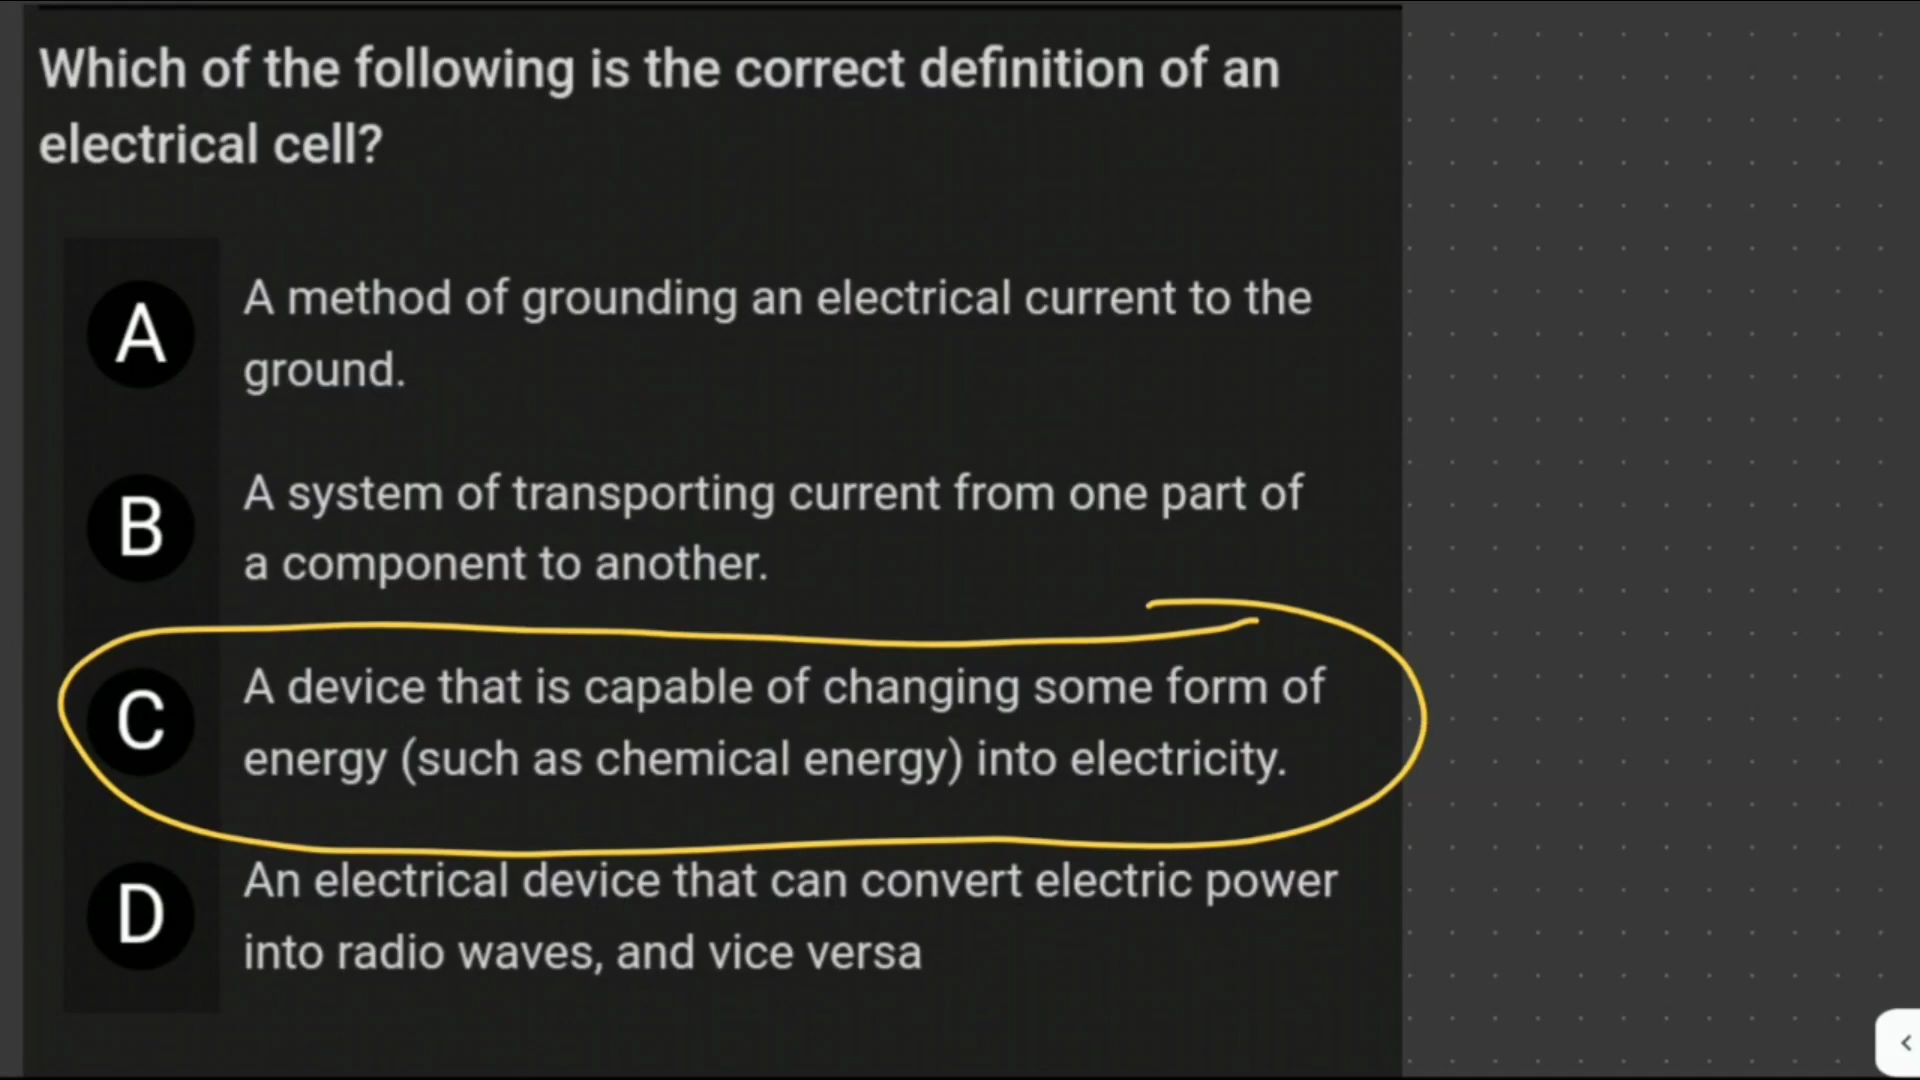 Which of the following is the correct definition of an
electrical cell?
A
A method of grounding an electrical current to the
ground.
B
A system of transporting current from one part of
a component to another.
C
A device that is capable of changing some form of
energy (such as chemical energy) into electricity.
D
An electrical device that can convert electric power
into radio waves, and vice versa